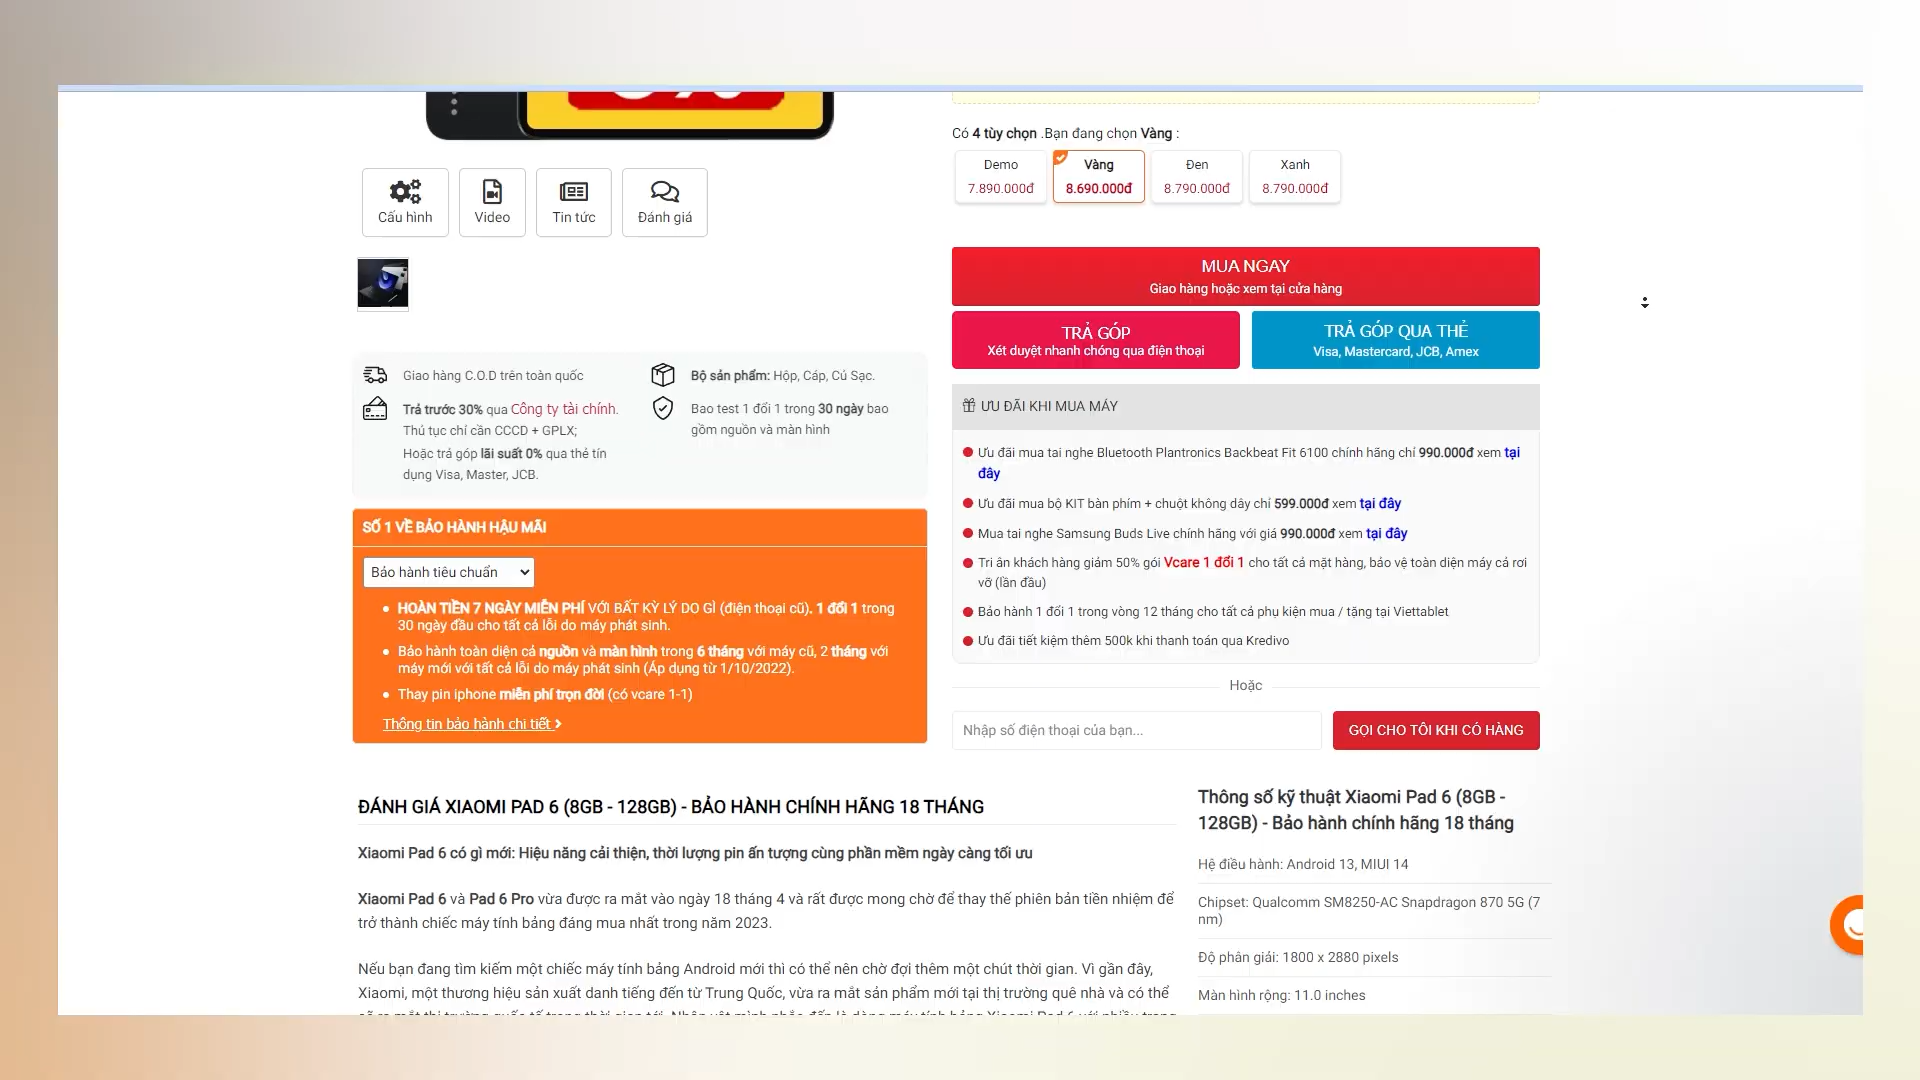 Có 4 tùy chọn .Bạn đang chọn Vàng :
Demo
7.890.000đ
Vàng
8.690.000đ
Đen
8.790.000đ
Xanh
8.790.000đ
Cấu hình
Video
Tin tức
Đánh giá
MUA NGAY
Giao hàng hoặc xem tại cửa hàng
TRẢ GÓP
Xét duyệt nhanh chóng qua điện thoại
TRẢ GÓP QUA THẺ
Visa, Mastercard, JCB, Amex
Giao hàng C.O.D trên toàn quốc
Trả trước 30% qua Công ty tài chính.
Thủ tục chỉ cần CCCD + GPLX;
Hoặc trả góp lãi suất 0% qua thẻ tín
dụng Visa, Master, JCB.
Bộ sản phẩm: Hộp, Cáp, Củ Sạc.
Bao test 1 đổi 1 trong 30 ngày bao
gồm nguồn và màn hình
ƯU ĐÃI KHI MUA MÁY
Ưu đãi mua tai nghe Bluetooth Plantronics Backbeat Fit 6100 chính hãng chỉ 990.000đ xem tại
đây
Ưu đãi mua bộ KIT bàn phím + chuột không dây chỉ 599.000đ xem tại đây
Mua tai nghe Samsung Buds Live chính hãng với giá 990.000đ xem tại đây
Tri ân khách hàng giảm 50% gói Vcare 1 đổi 1 cho tất cả mặt hàng, bảo vệ toàn diện máy cả rơi
vỡ (lần đầu)
Bảo hành 1 đổi 1 trong vòng 12 tháng cho tất cả phụ kiện mua / tặng tại Viettablet
Ưu đãi tiết kiệm thêm 500k khi thanh toán qua Kredivo
SỐ 1 VỀ BẢO HÀNH HẬU MÃI
Bảo hành tiêu chuẩn
HOÀN TIỀN 7 NGÀY MIỄN PHÍ VỚI BẤT KỲ LÝ DO GÌ (điện thoại cũ). 1 đổi 1 trong
30 ngày đầu cho tất cả lỗi do máy phát sinh.
Bảo hành toàn diện cả nguồn và màn hình trong 6 tháng với máy cũ, 2 tháng với
máy mới với tất cả lỗi do máy phát sinh (Áp dụng từ 1/10/2022).
Thay pin iphone miễn phí trọn đời (có vcare 1-1)
Thông tin bảo hành chi tiết
Hoặc
Nhập số điện thoại của bạn...
GỌI CHO TÔI KHI CÓ HÀNG
ĐÁNH GIÁ XIAOMI PAD 6 (8GB - 128GB) - BẢO HÀNH CHÍNH HÃNG 18 THÁNG
Xiaomi Pad 6 có gì mới: Hiệu năng cải thiện, thời lượng pin ấn tượng cùng phần mềm ngày càng tối ưu
Xiaomi Pad 6 và Pad 6 Pro vừa được ra mắt vào ngày 18 tháng 4 và rất được mong chờ để thay thế phiên bản tiền nhiệm để
trở thành chiếc máy tính bảng đáng mua nhất trong năm 2023.
Nếu bạn đang tìm kiếm một chiếc máy tính bảng Android mới thì có thể nên chờ đợi thêm một chút thời gian. Vì gần đây,
Xiaomi, một thương hiệu sản xuất danh tiếng đến từ Trung Quốc, vừa ra mắt sản phẩm mới tại thị trường quê nhà và có thể
Thông số kỹ thuật Xiaomi Pad 6 (8GB -
128GB) - Bảo hành chính hãng 18 tháng
Hệ điều hành: Android 13, MIUI 14
Chipset: Qualcomm SM8250-AC Snapdragon 870 5G (7
nm)
Độ phân giải: 1800 x 2880 pixels
Màn hình rộng: 11.0 inches